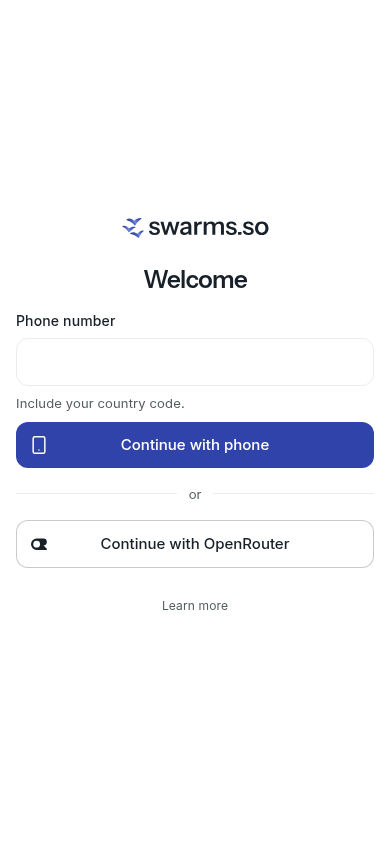 swarms.so
Welcome
Phone number
Include your country code.
Continue with phone
or
Continue with OpenRouter
Learn more